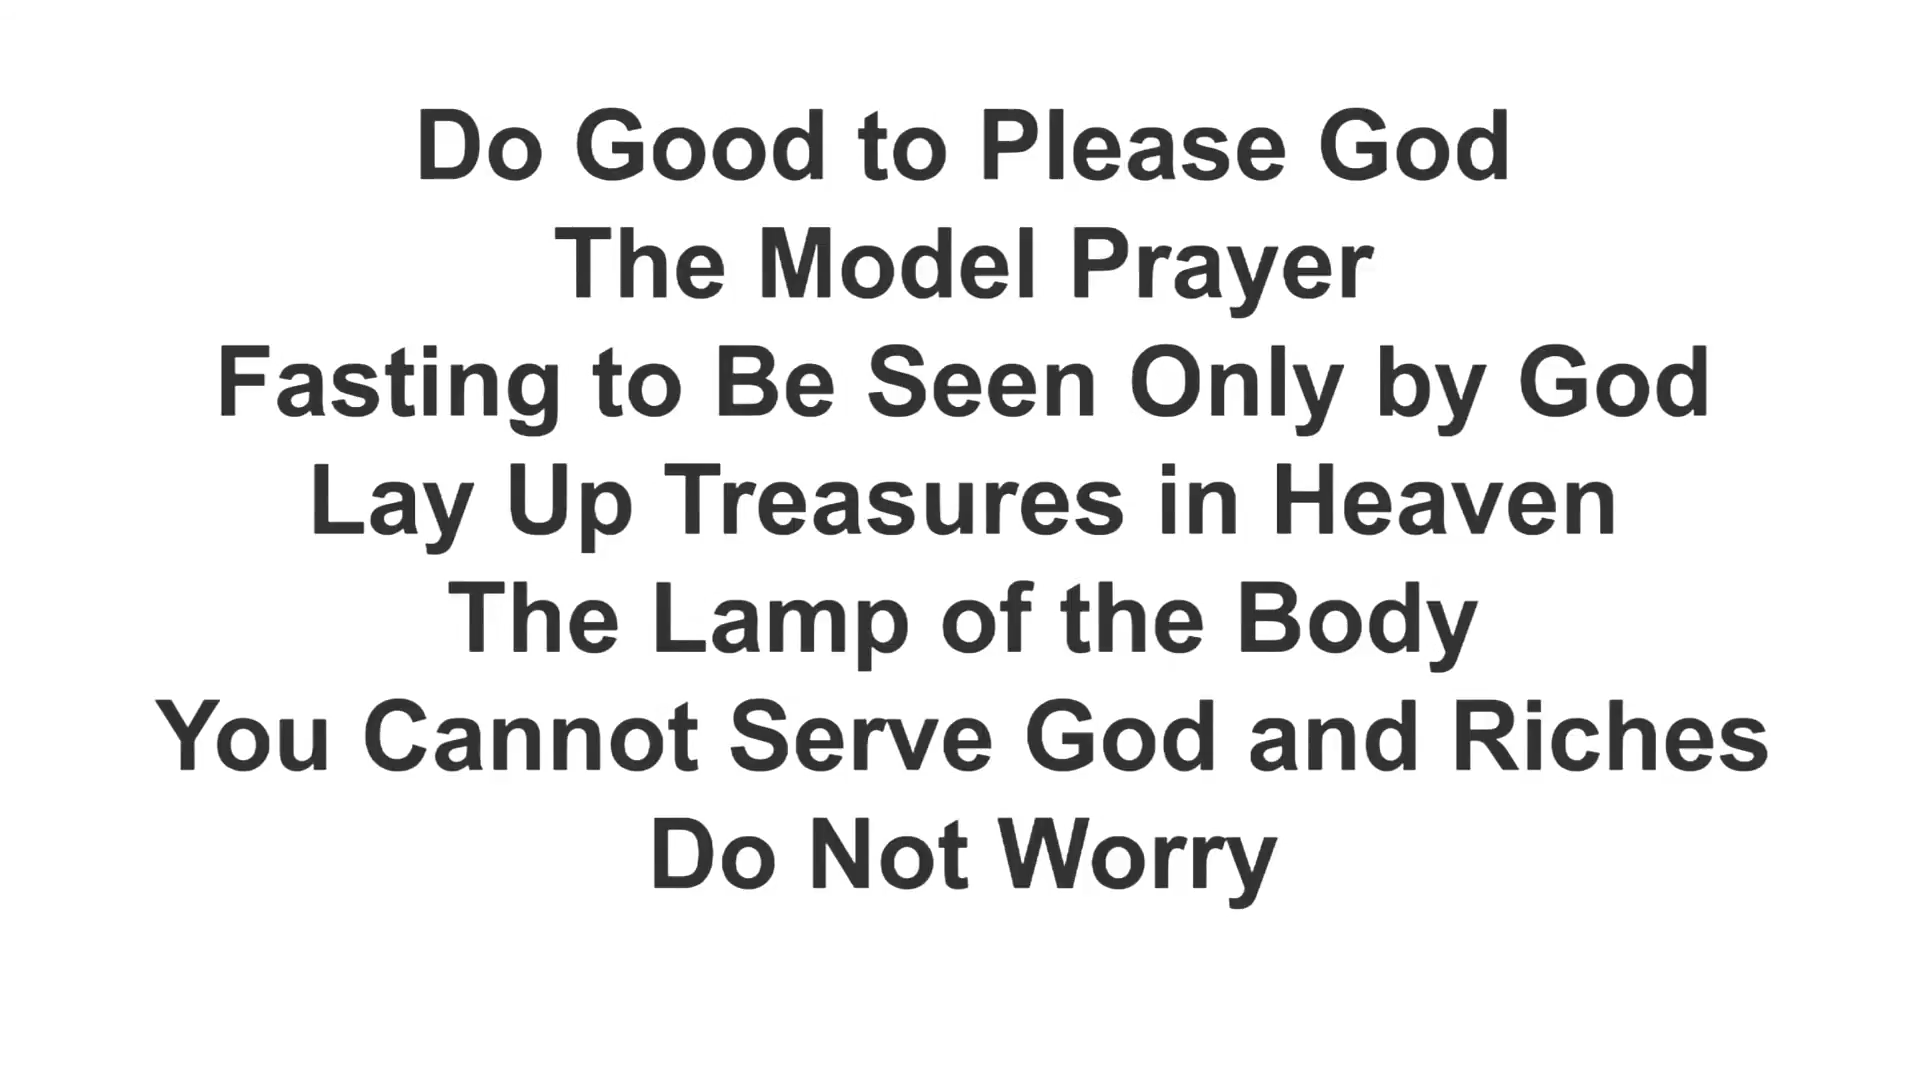 Do Good to Please God
The Model Prayer
Fasting to Be Seen Only by God
Lay Up Treasures in Heaven
The Lamp of the Body
You Cannot Serve God and Riches
Do Not Worry